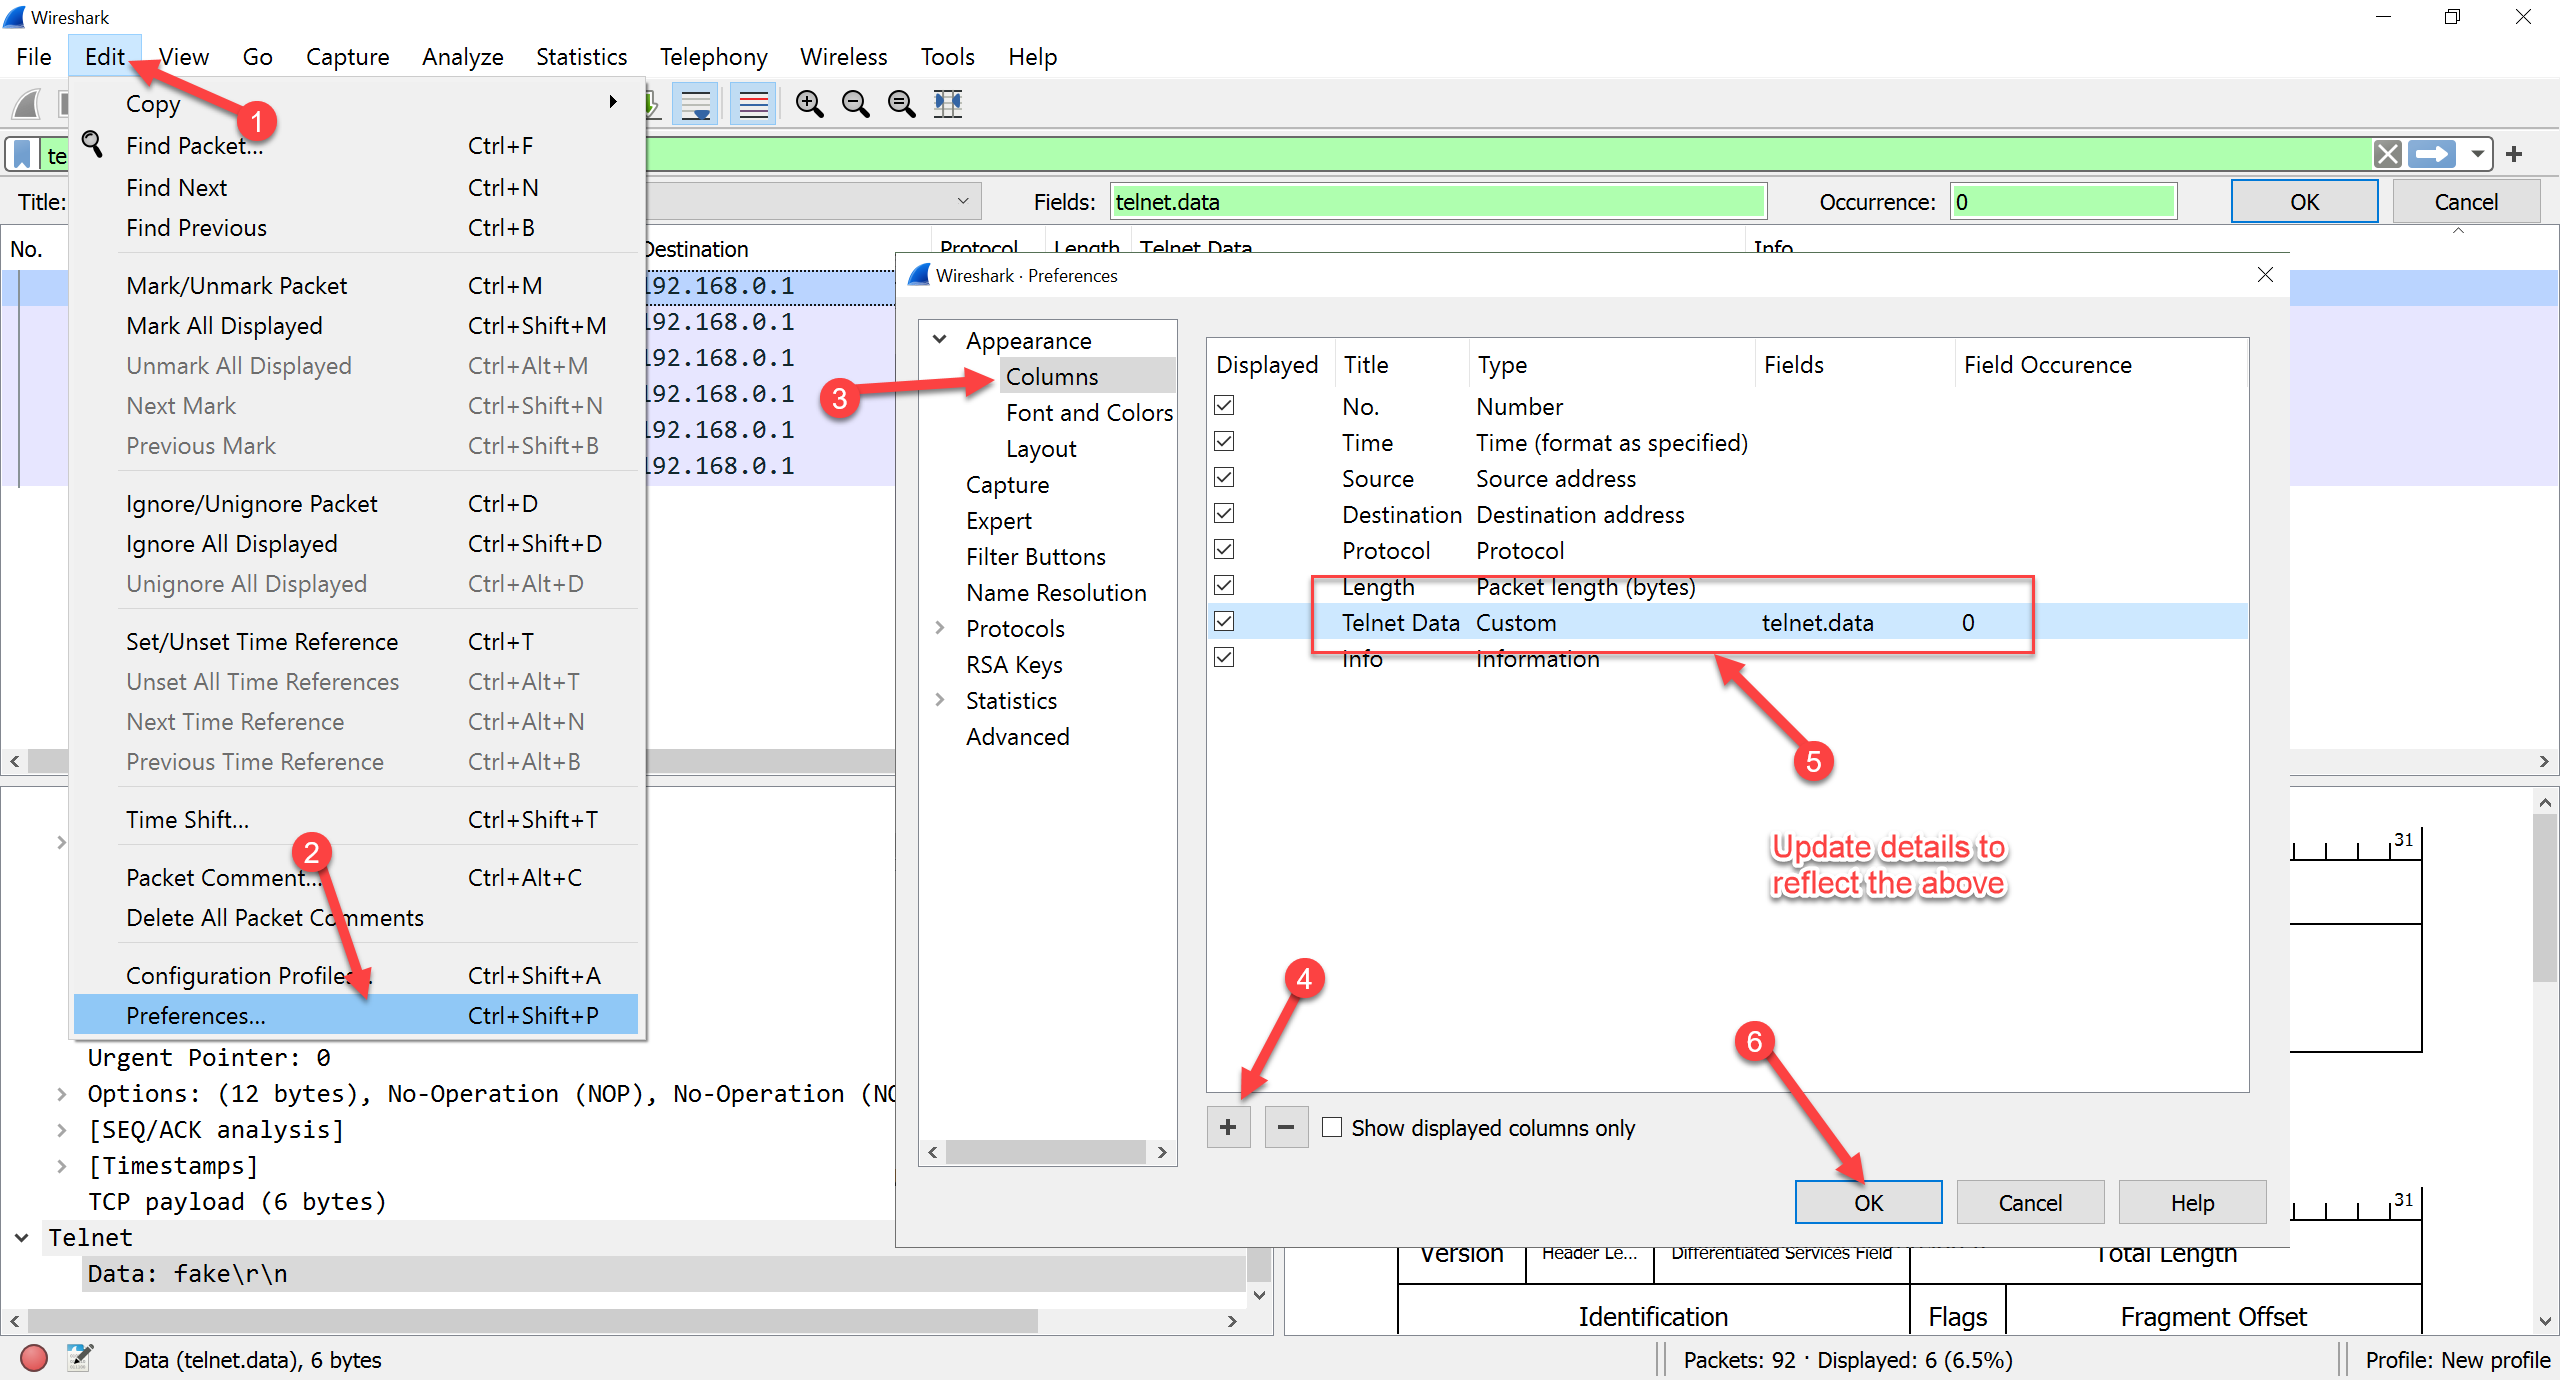 Wireshark
File Edit View Go Capture Analyze Statistics Telephony Wireless Tools Help
1
te
Title: Fields: telnet.data Occurrence: 0 OK Cancel
No. Destination Protocol Length Telnet Data Info
192.168.0.1
192.168.0.1
192.168.0.1
192.168.0.1
192.168.0.1
192.168.0.1
Copy
Find Packet... Ctrl+F
Find Next Ctrl+N
Find Previous Ctrl+B
Mark/Unmark Packet Ctrl+M
Mark All Displayed Ctrl+Shift+M
Unmark All Displayed Ctrl+Alt+M
Next Mark Ctrl+Shift+N
Previous Mark Ctrl+Shift+B
Ignore/Unignore Packet Ctrl+D
Ignore All Displayed Ctrl+Shift+D
Unignore All Displayed Ctrl+Alt+D
Set/Unset Time Reference Ctrl+T
Unset All Time References Ctrl+Alt+T
Next Time Reference Ctrl+Alt+N
Previous Time Reference Ctrl+Alt+B
Time Shift... Ctrl+Shift+T
2
Packet Comment... Ctrl+Alt+C
Delete All Packet Comments
Configuration Profiles... Ctrl+Shift+A
Preferences... Ctrl+Shift+P
Wireshark · Preferences
Appearance
Columns
3
Font and Colors
Layout
Capture
Expert
Filter Buttons
Name Resolution
Protocols
RSA Keys
Statistics
Advanced
Displayed Title Type Fields Field Occurence
No. Number
Time Time (format as specified)
Source Source address
Destination Destination address
Protocol Protocol
Length Packet length (bytes)
Telnet Data Custom telnet.data 0
Info Information
5
Update details to
reflect the above
4
6
+ − Show displayed columns only
OK Cancel Help
Urgent Pointer: 0
Options: (12 bytes), No-Operation (NOP), No-Operation (NO
[SEQ/ACK analysis]
[Timestamps]
TCP payload (6 bytes)
Telnet
Data: fake\r\n
31
31
Version Header Le... Differentiated Services Field Total Length
Identification Flags Fragment Offset
Data (telnet.data), 6 bytes
Packets: 92 · Displayed: 6 (6.5%)
Profile: New profile